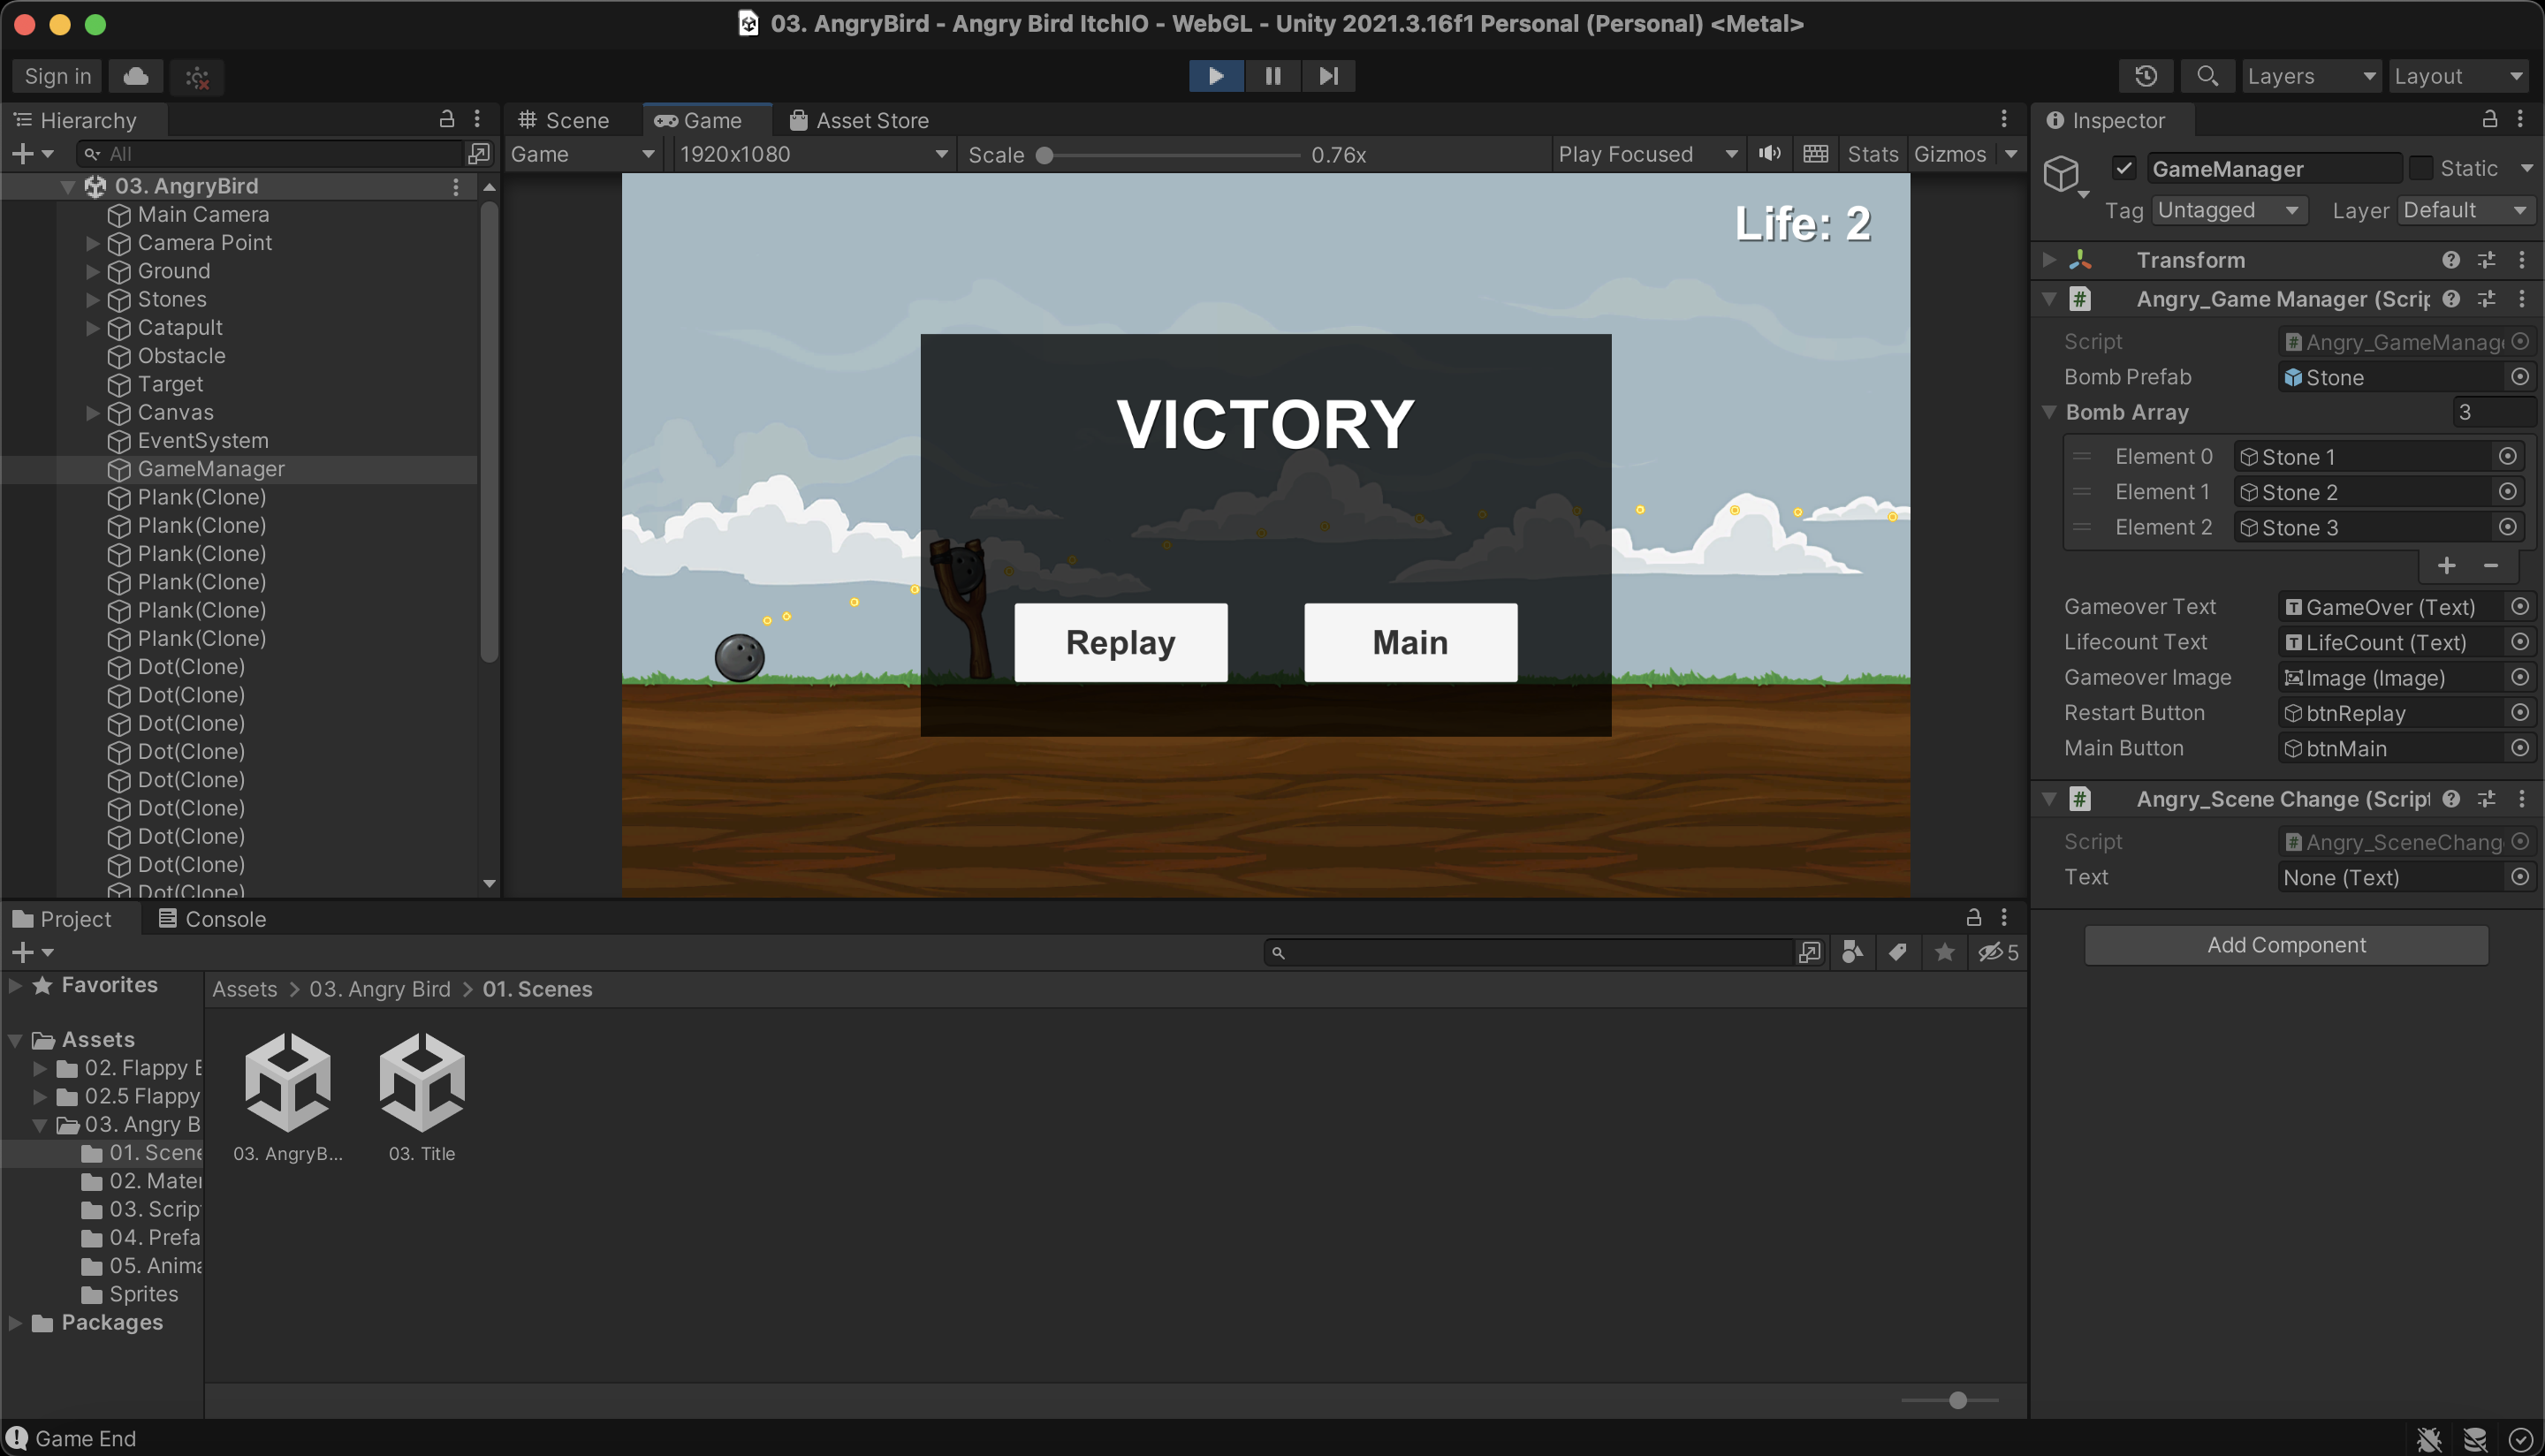 03. AngryBird - Angry Bird ItchIO - WebGL - Unity 2021.3.16f1 Personal (Personal) <Metal>
Sign in
Layers
Layout
Hierarchy
All
03. AngryBird
Main Camera
Camera Point
Ground
Stones
Catapult
Obstacle
Target
Canvas
EventSystem
GameManager
Plank(Clone)
Plank(Clone)
Plank(Clone)
Plank(Clone)
Plank(Clone)
Plank(Clone)
Dot(Clone)
Dot(Clone)
Dot(Clone)
Dot(Clone)
Dot(Clone)
Dot(Clone)
Dot(Clone)
Dot(Clone)
Dot(Clone)
Scene
Game
Asset Store
Game
1920x1080
Scale
0.76x
Play Focused
Stats
Gizmos
Life: 2
VICTORY
Replay
Main
Inspector
GameManager
Static
Tag
Untagged
Layer
Default
Transform
Angry_Game Manager (Scrip
Script
#
Angry_GameManage
Bomb Prefab
Stone
Bomb Array
3
Element 0
Stone 1
Element 1
Stone 2
Element 2
Stone 3
Gameover Text
GameOver (Text)
Lifecount Text
LifeCount (Text)
Gameover Image
Image (Image)
Restart Button
btnReplay
Main Button
btnMain
Angry_Scene Change (Script
Script
#
Angry_SceneChang
Text
None (Text)
Add Component
Project
Console
5
Favorites
Assets
02. Flappy B
02.5 Flappy
03. Angry B
01. Scene
02. Mater
03. Scrip
04. Prefa
05. Anima
Sprites
Packages
Assets > 03. Angry Bird > 01. Scenes
03. AngryB...
03. Title
Game End